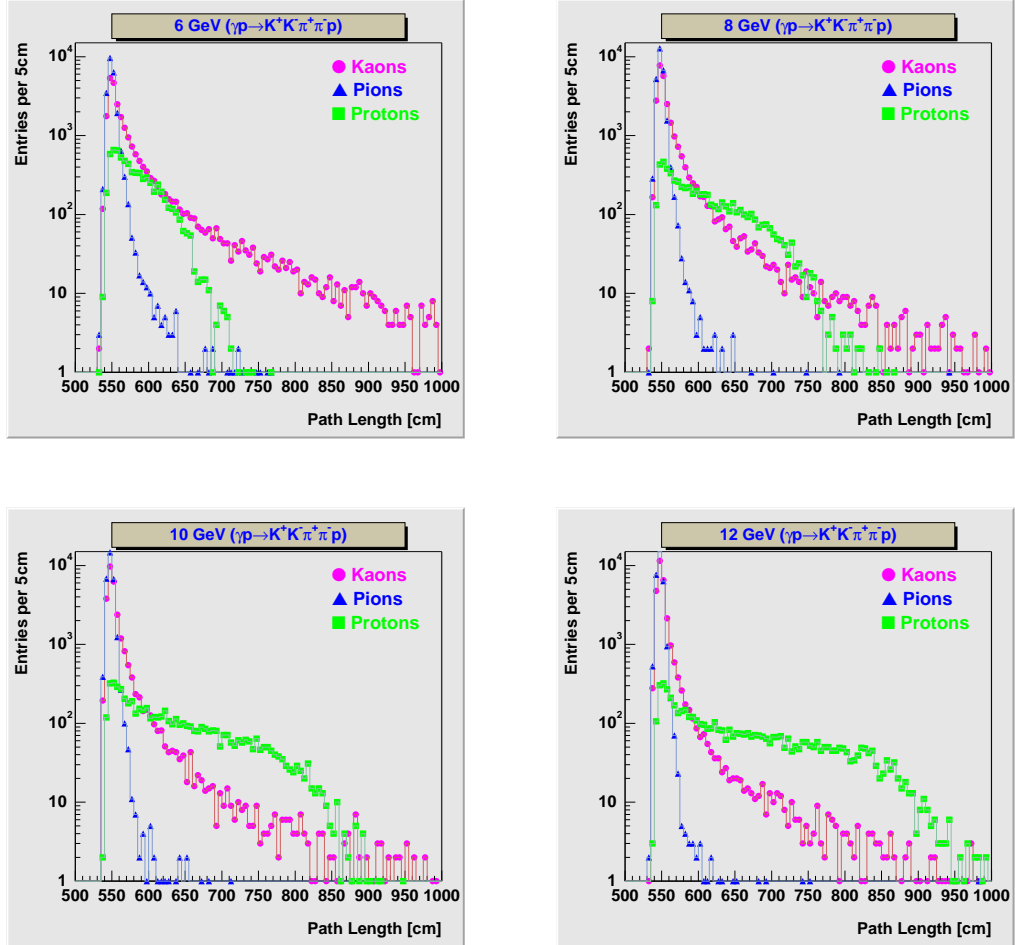 6 GeV (γp→K⁺K⁻π⁺π⁻p)
Entries per 5cm
10⁴
10³
10²
10
1
Kaons
Pions
Protons
500 550 600 650 700 750 800 850 900 950 1000
Path Length [cm]
8 GeV (γp→K⁺K⁻π⁺π⁻p)
Entries per 5cm
10⁴
10³
10²
10
1
Kaons
Pions
Protons
500 550 600 650 700 750 800 850 900 950 1000
Path Length [cm]
10 GeV (γp→K⁺K⁻π⁺π⁻p)
Entries per 5cm
10⁴
10³
10²
10
1
Kaons
Pions
Protons
500 550 600 650 700 750 800 850 900 950 1000
Path Length [cm]
12 GeV (γp→K⁺K⁻π⁺π⁻p)
Entries per 5cm
10⁴
10³
10²
10
1
Kaons
Pions
Protons
500 550 600 650 700 750 800 850 900 950 1000
Path Length [cm]